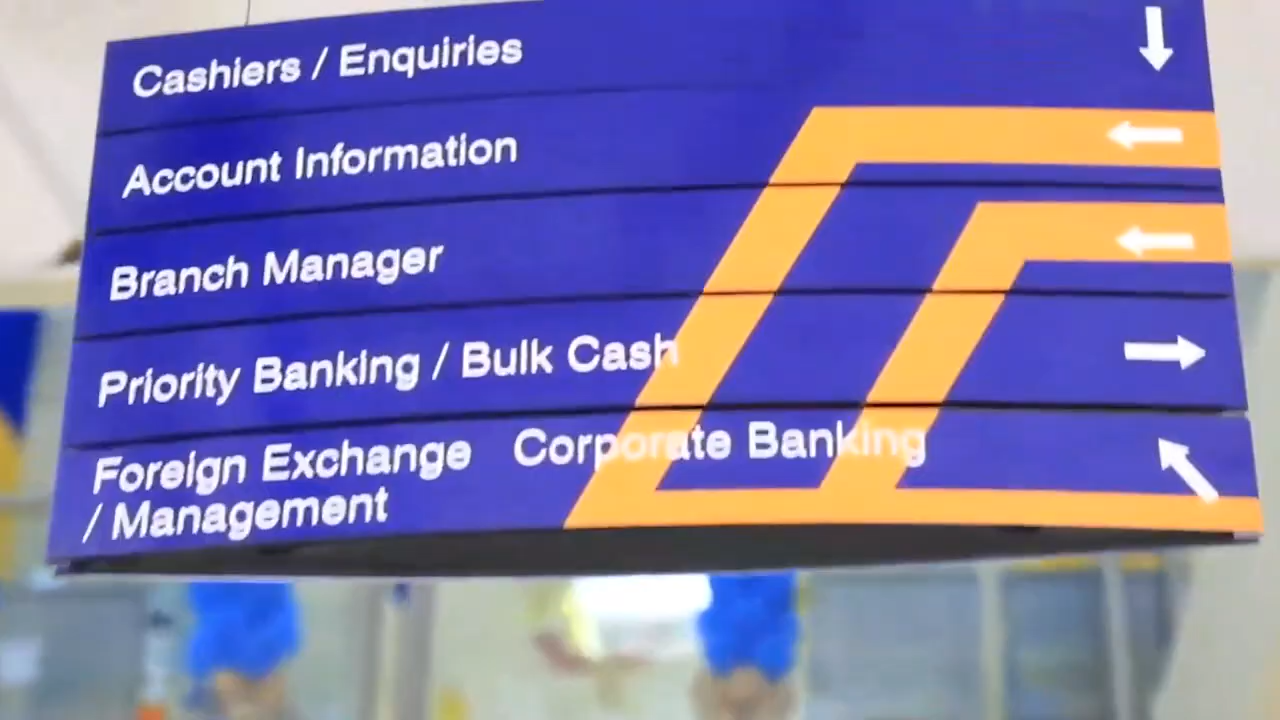 Cashiers / Enquiries
Account Information
Branch Manager
Priority Banking / Bulk Cash
Foreign Exchange Corporate Banking
/ Management